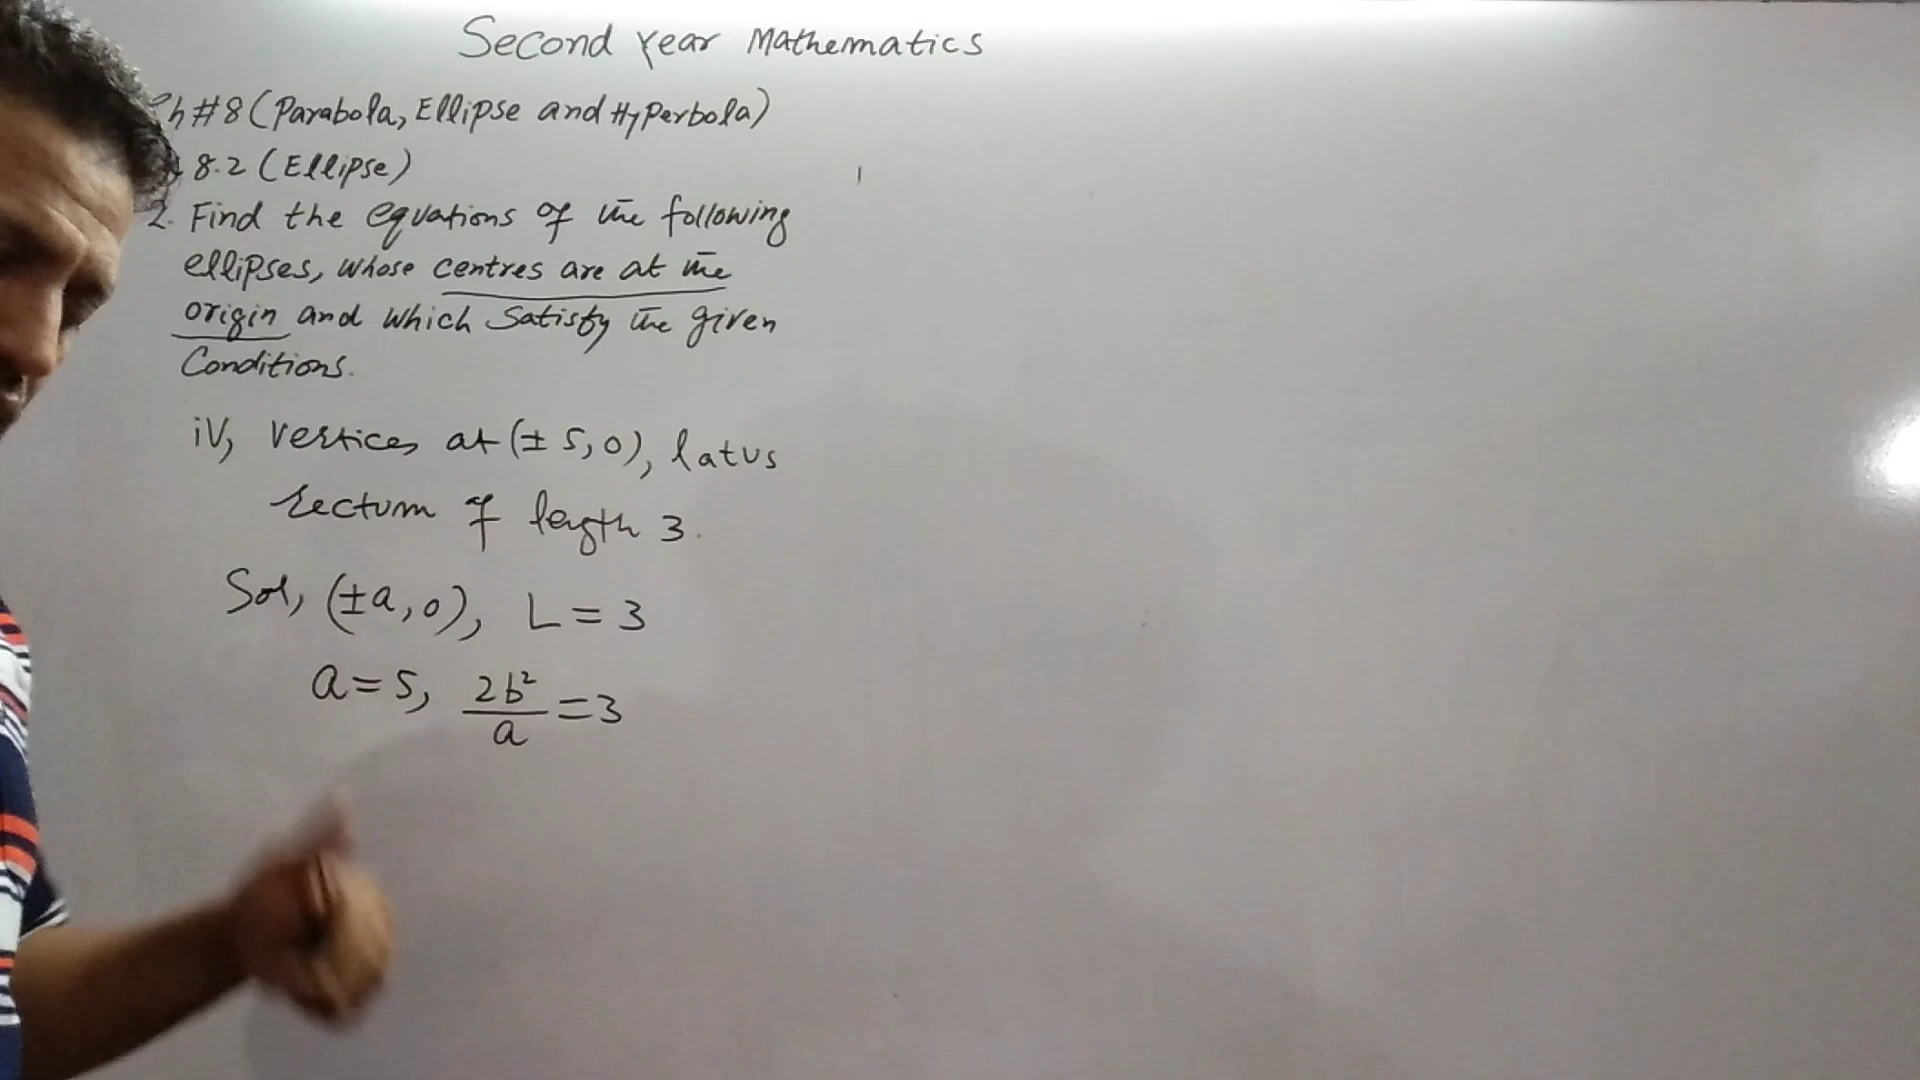 Second Year Mathematics
h#8 (Parabola, Ellipse and Hyperbola)
8.2 (Ellipse)
2. Find the equations of the following
ellipses, whose centres are at the
origin and which satisfy the given
Conditions.
iv, vertices at (± 5, 0), latus
rectum of length 3.
Sol, (±a, 0), L = 3
a = 5, 2b²/a = 3